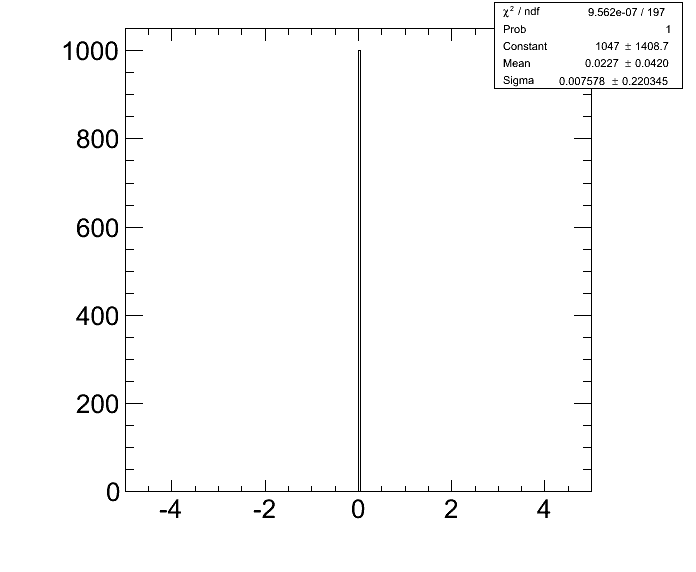 χ² / ndf 9.562e-07 / 197
Prob 1
Constant 1047 ± 1408.7
Mean 0.0227 ± 0.0420
Sigma 0.007578 ± 0.220345
1000
800
600
400
200
0
-4 -2 0 2 4